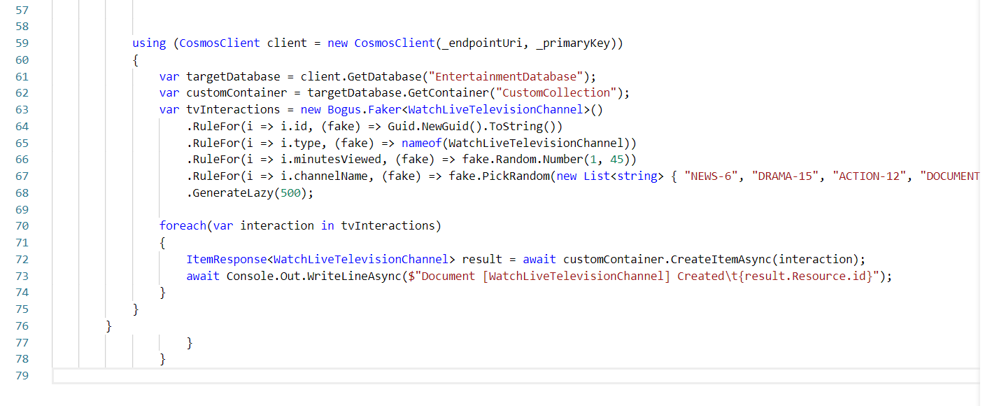 57
58
59 using (CosmosClient client = new CosmosClient(_endpointUri, _primaryKey))
60 {
61 var targetDatabase = client.GetDatabase("EntertainmentDatabase");
62 var customContainer = targetDatabase.GetContainer("CustomCollection");
63 var tvInteractions = new Bogus.Faker<WatchLiveTelevisionChannel>()
64 .RuleFor(i => i.id, (fake) => Guid.NewGuid().ToString())
65 .RuleFor(i => i.type, (fake) => nameof(WatchLiveTelevisionChannel))
66 .RuleFor(i => i.minutesViewed, (fake) => fake.Random.Number(1, 45))
67 .RuleFor(i => i.channelName, (fake) => fake.PickRandom(new List<string> { "NEWS-6", "DRAMA-15", "ACTION-12", "DOCUMENT
68 .GenerateLazy(500);
69
70 foreach(var interaction in tvInteractions)
71 {
72 ItemResponse<WatchLiveTelevisionChannel> result = await customContainer.CreateItemAsync(interaction);
73 await Console.Out.WriteLineAsync($"Document [WatchLiveTelevisionChannel] Created\t{result.Resource.id}");
74 }
75 }
76 }
77 }
78 }
79